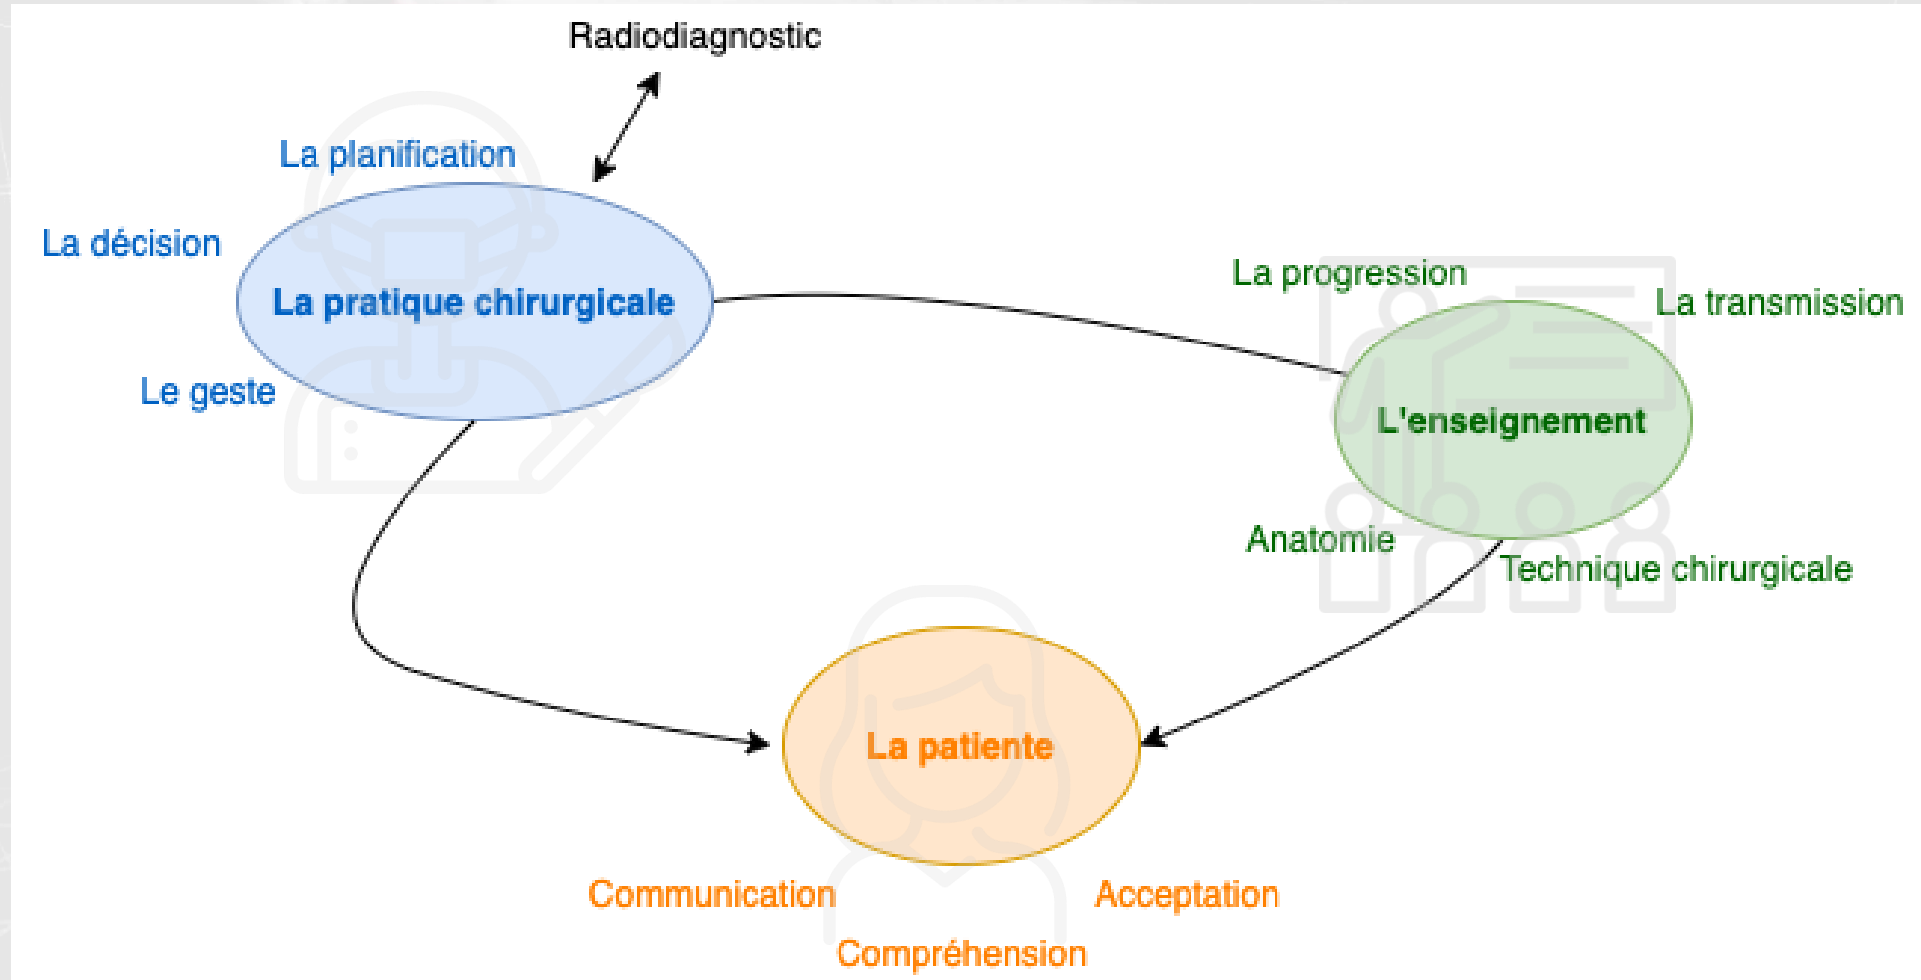 Radiodiagnostic
La planification
La décision
La pratique chirurgicale
Le geste
La progression
La transmission
L'enseignement
Anatomie
Technique chirurgicale
La patiente
Communication
Acceptation
Compréhension